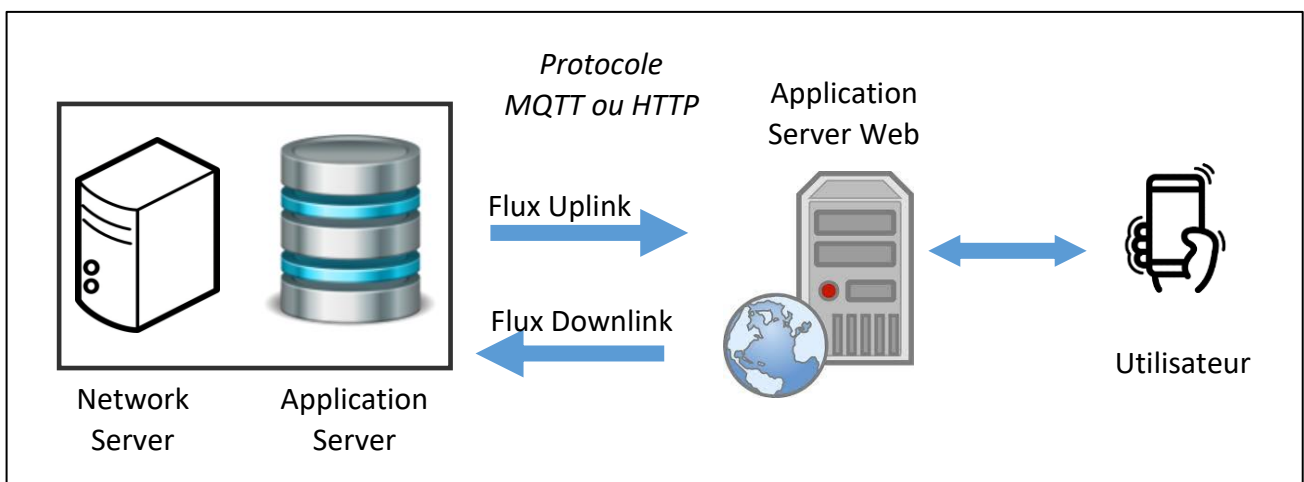 Protocole
MQTT ou HTTP
Application
Server Web
Flux Uplink
Flux Downlink
Utilisateur
Network
Server
Application
Server